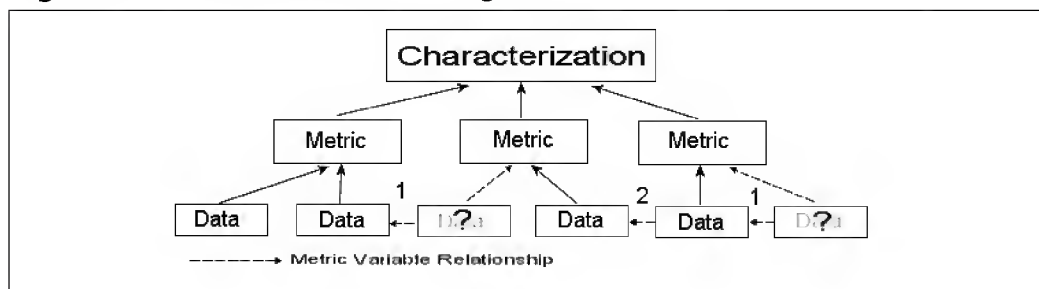 Characterization
Metric Metric Metric
1 2 1
Data Data ? Data Data ?
Metric Variable Relationship